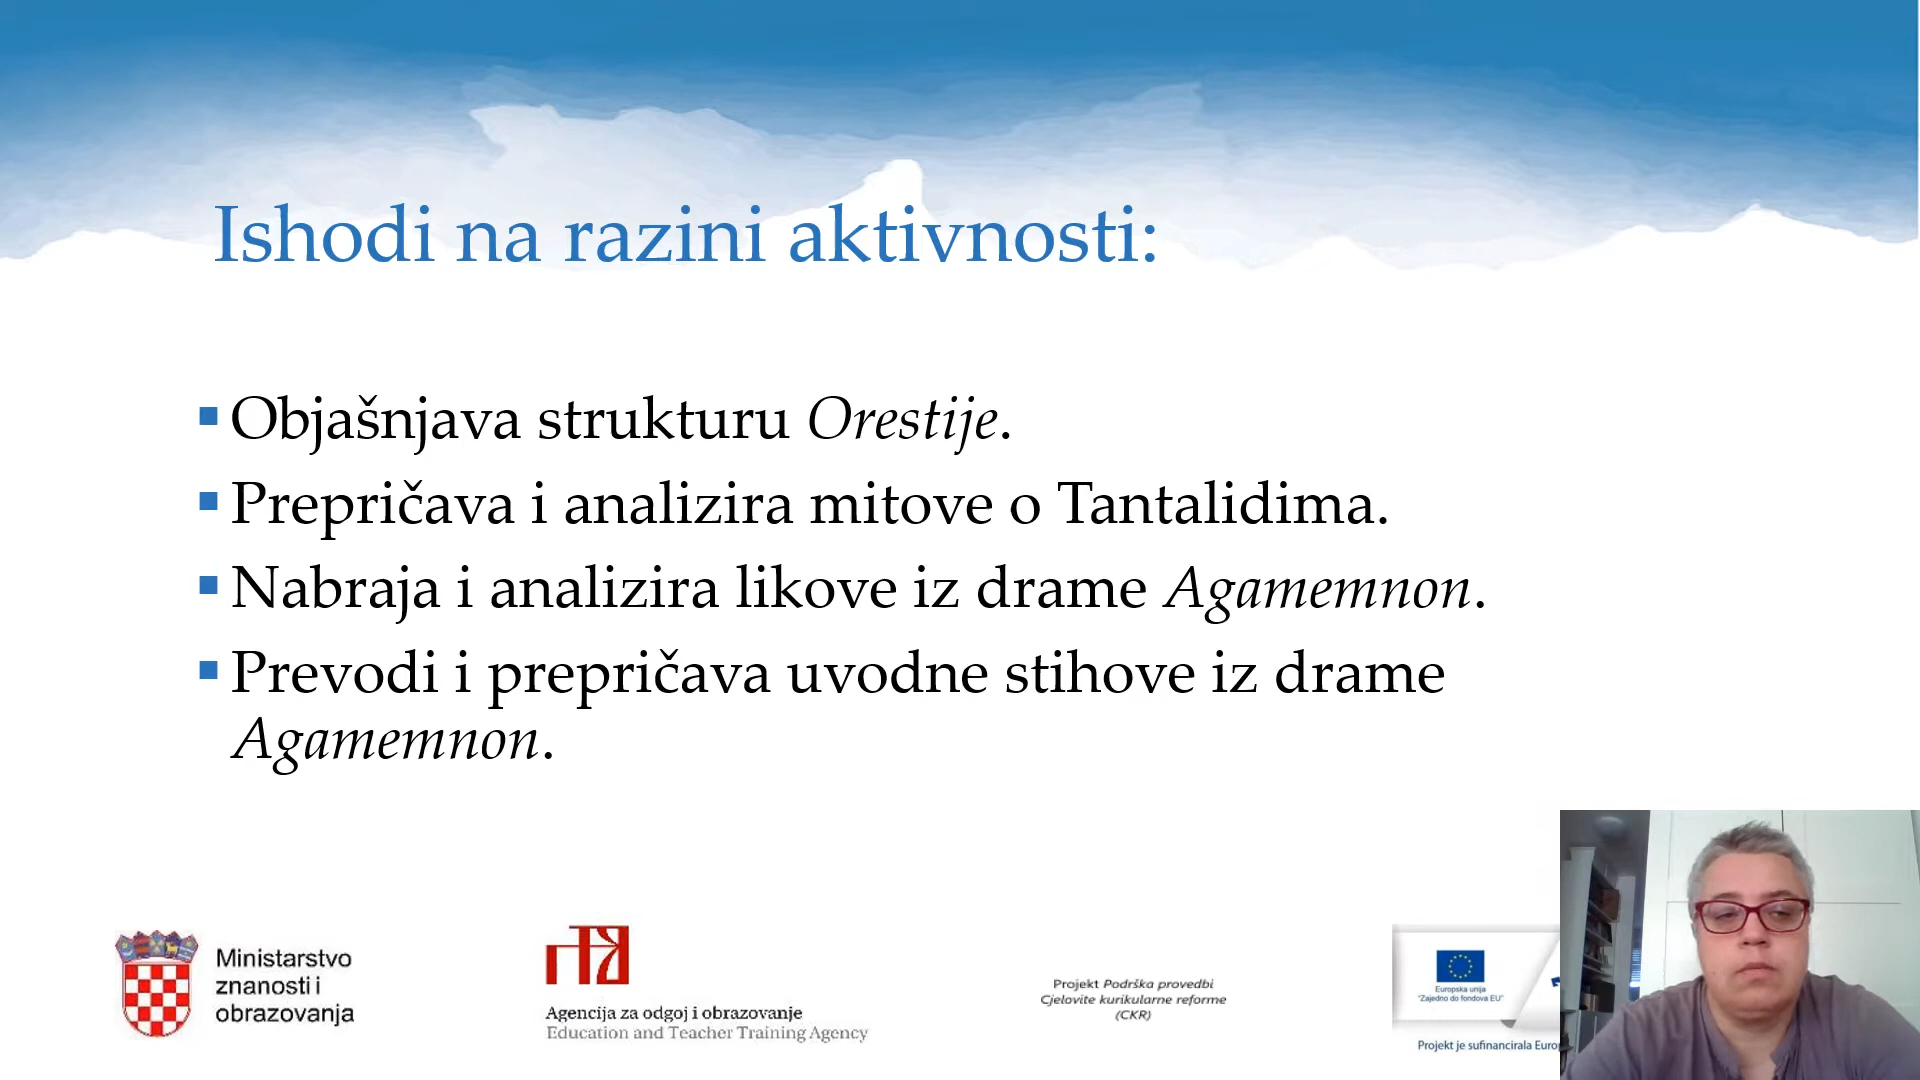 Ishodi na razini aktivnosti:
Objašnjava strukturu Orestije.
Prepričava i analizira mitove o Tantalidima.
Nabraja i analizira likove iz drame Agamemnon.
Prevodi i prepričava uvodne stihove iz drame
Agamemnon.
Ministarstvo
znanosti i
obrazovanja
Agencija za odgoj i obrazovanje
Education and Teacher Training Agency
Projekt Podrška provedbi
Cjelovite kurikularne reforme
(CKR)
Europska unija
"Zajedno do fondova EU"
Projekt je sufinancirala